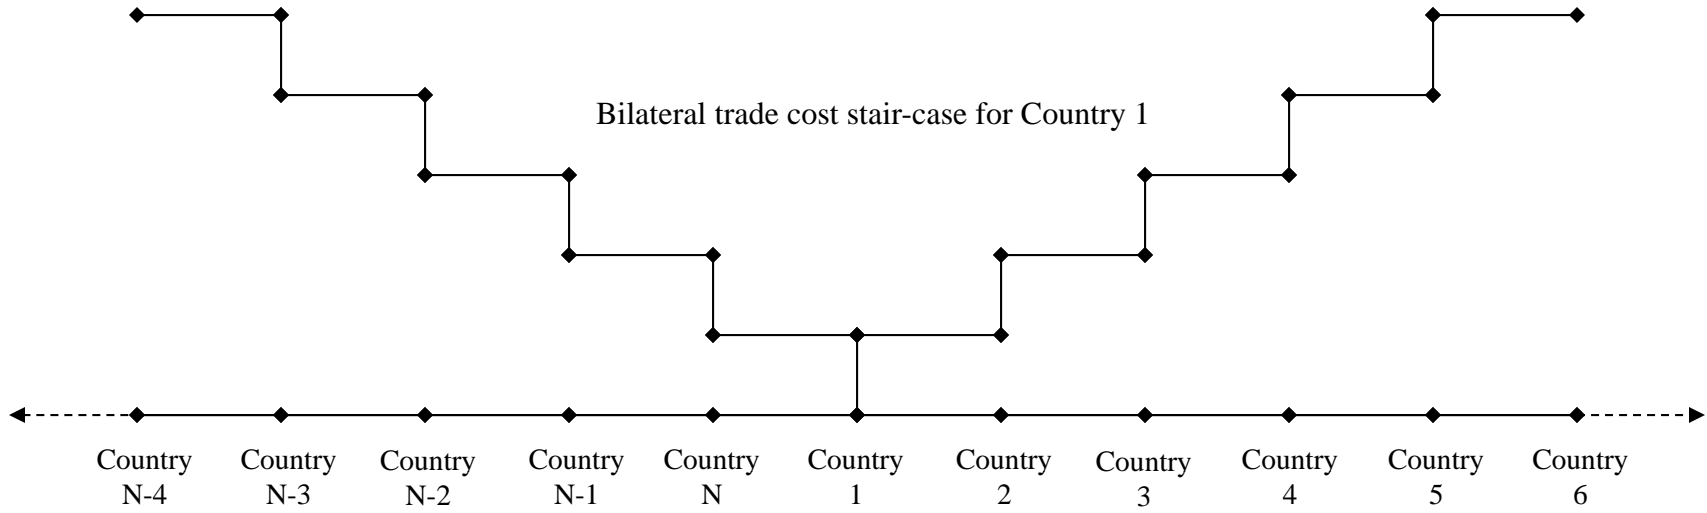 Bilateral trade cost stair-case for Country 1
Country
N-4
Country
N-3
Country
N-2
Country
N-1
Country
N
Country
1
Country
2
Country
3
Country
4
Country
5
Country
6